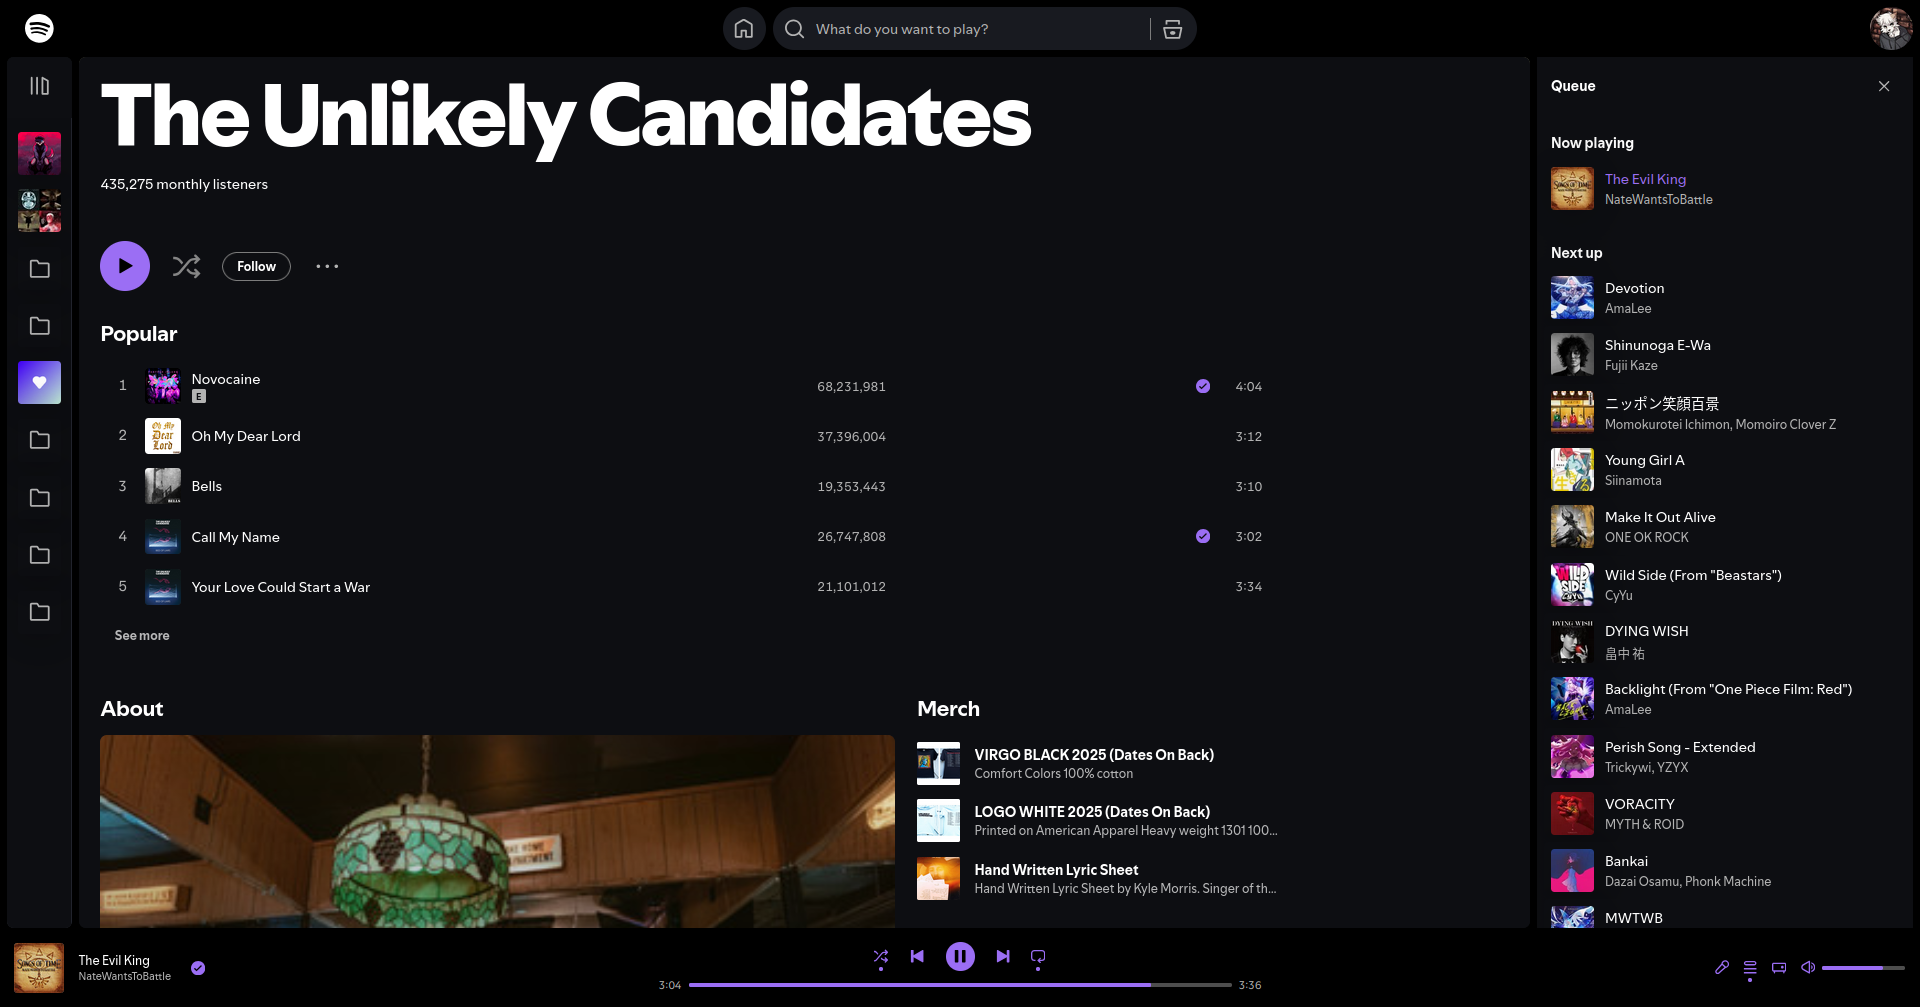 What do you want to play?
The Unlikely Candidates
435,275 monthly listeners
Follow
Popular
1
Novocaine
E
68,231,981
4:04
2
Oh My Dear Lord
37,396,004
3:12
3
Bells
19,353,443
3:10
4
Call My Name
26,747,808
3:02
5
Your Love Could Start a War
21,101,012
3:34
See more
About
Merch
VIRGO BLACK 2025 (Dates On Back)
Comfort Colors 100% cotton
LOGO WHITE 2025 (Dates On Back)
Printed on American Apparel Heavy weight 1301 100...
Hand Written Lyric Sheet
Hand Written Lyric Sheet by Kyle Morris. Singer of th...
Queue
Now playing
The Evil King
NateWantsToBattle
Next up
Devotion
AmaLee
Shinunoga E-Wa
Fujii Kaze
ニッポン笑顔百景
Momokurotei Ichimon, Momoiro Clover Z
Young Girl A
Siinamota
Make It Out Alive
ONE OK ROCK
Wild Side (From "Beastars")
CyYu
DYING WISH
畠中 祐
Backlight (From "One Piece Film: Red")
AmaLee
Perish Song - Extended
Trickywi, YZYX
VORACITY
MYTH & ROID
Bankai
Dazai Osamu, Phonk Machine
MWTWB
The Evil King
NateWantsToBattle
3:04
3:36